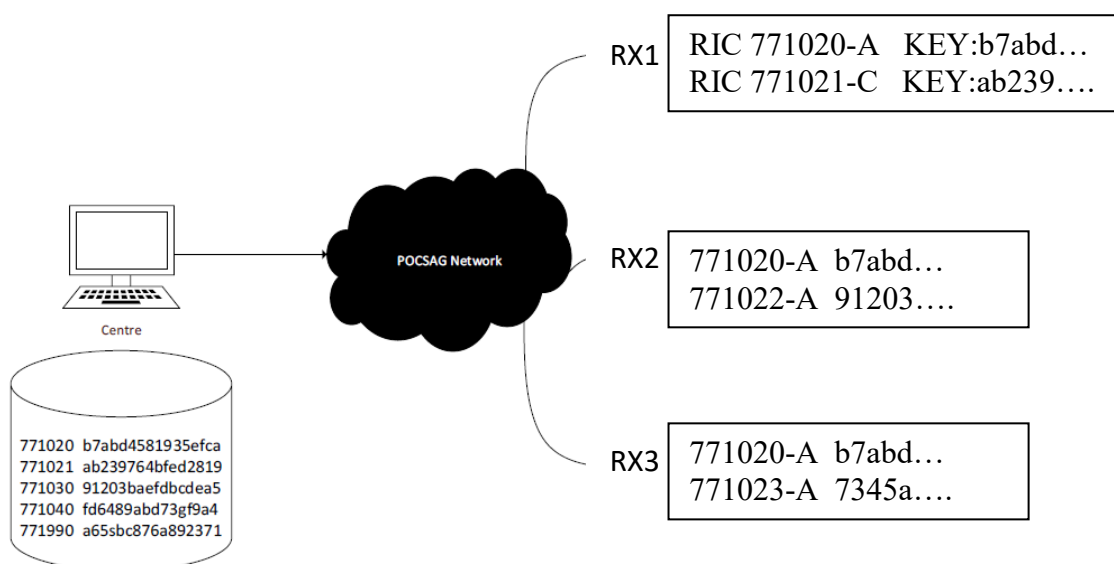 RX1
RIC 771020-A KEY:b7abd…
RIC 771021-C KEY:ab239….
POCSAG Network
RX2
771020-A b7abd…
771022-A 91203….
Centre
771020 b7abd4581935efca
771021 ab239764bfed2819
771030 91203baefdbcdea5
771040 fd6489abd73gf9a4
771990 a65sbc876a892371
RX3
771020-A b7abd…
771023-A 7345a….